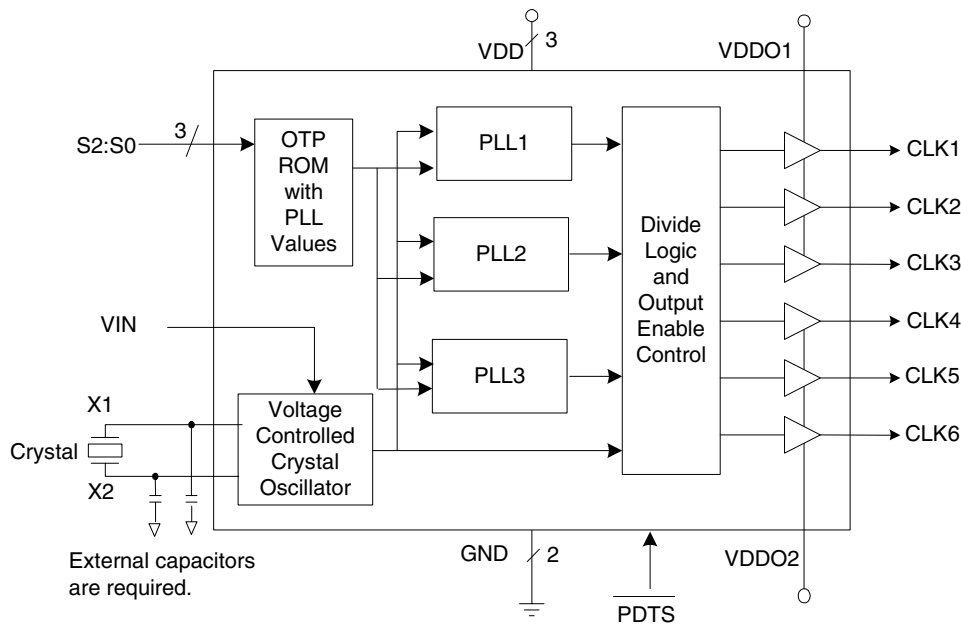 VDD
3
VDDO1
S2:S0
3
OTP
ROM
with
PLL
Values
PLL1
PLL2
PLL3
Divide
Logic
and
Output
Enable
Control
CLK1
CLK2
CLK3
CLK4
CLK5
CLK6
VIN
X1
Crystal
X2
Voltage
Controlled
Crystal
Oscillator
External capacitors
are required.
GND
2
PDTS
VDDO2